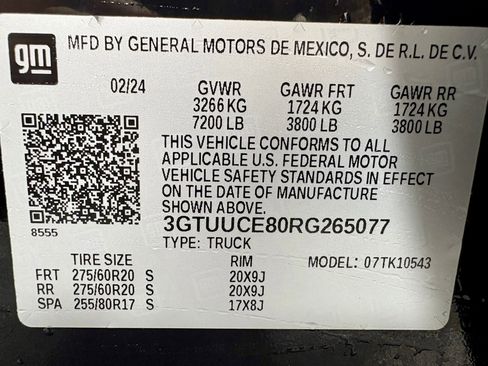 gm
MFD BY GENERAL MOTORS DE MEXICO, S. DE R.L. DE C.V.
02/24 GVWR GAWR FRT GAWR RR
3266 KG 1724 KG 1724 KG
7200 LB 3800 LB 3800 LB
THIS VEHICLE CONFORMS TO ALL
APPLICABLE U.S. FEDERAL MOTOR
VEHICLE SAFETY STANDARDS IN EFFECT
ON THE DATE OF MANUFACTURE
SHOWN ABOVE.
8555
3GTUUCE80RG265077
TYPE: TRUCK
TIRE SIZE RIM MODEL: 07TK10543
FRT 275/60R20 S 20X9J
RR 275/60R20 S 20X9J
SPA 255/80R17 S 17X8J